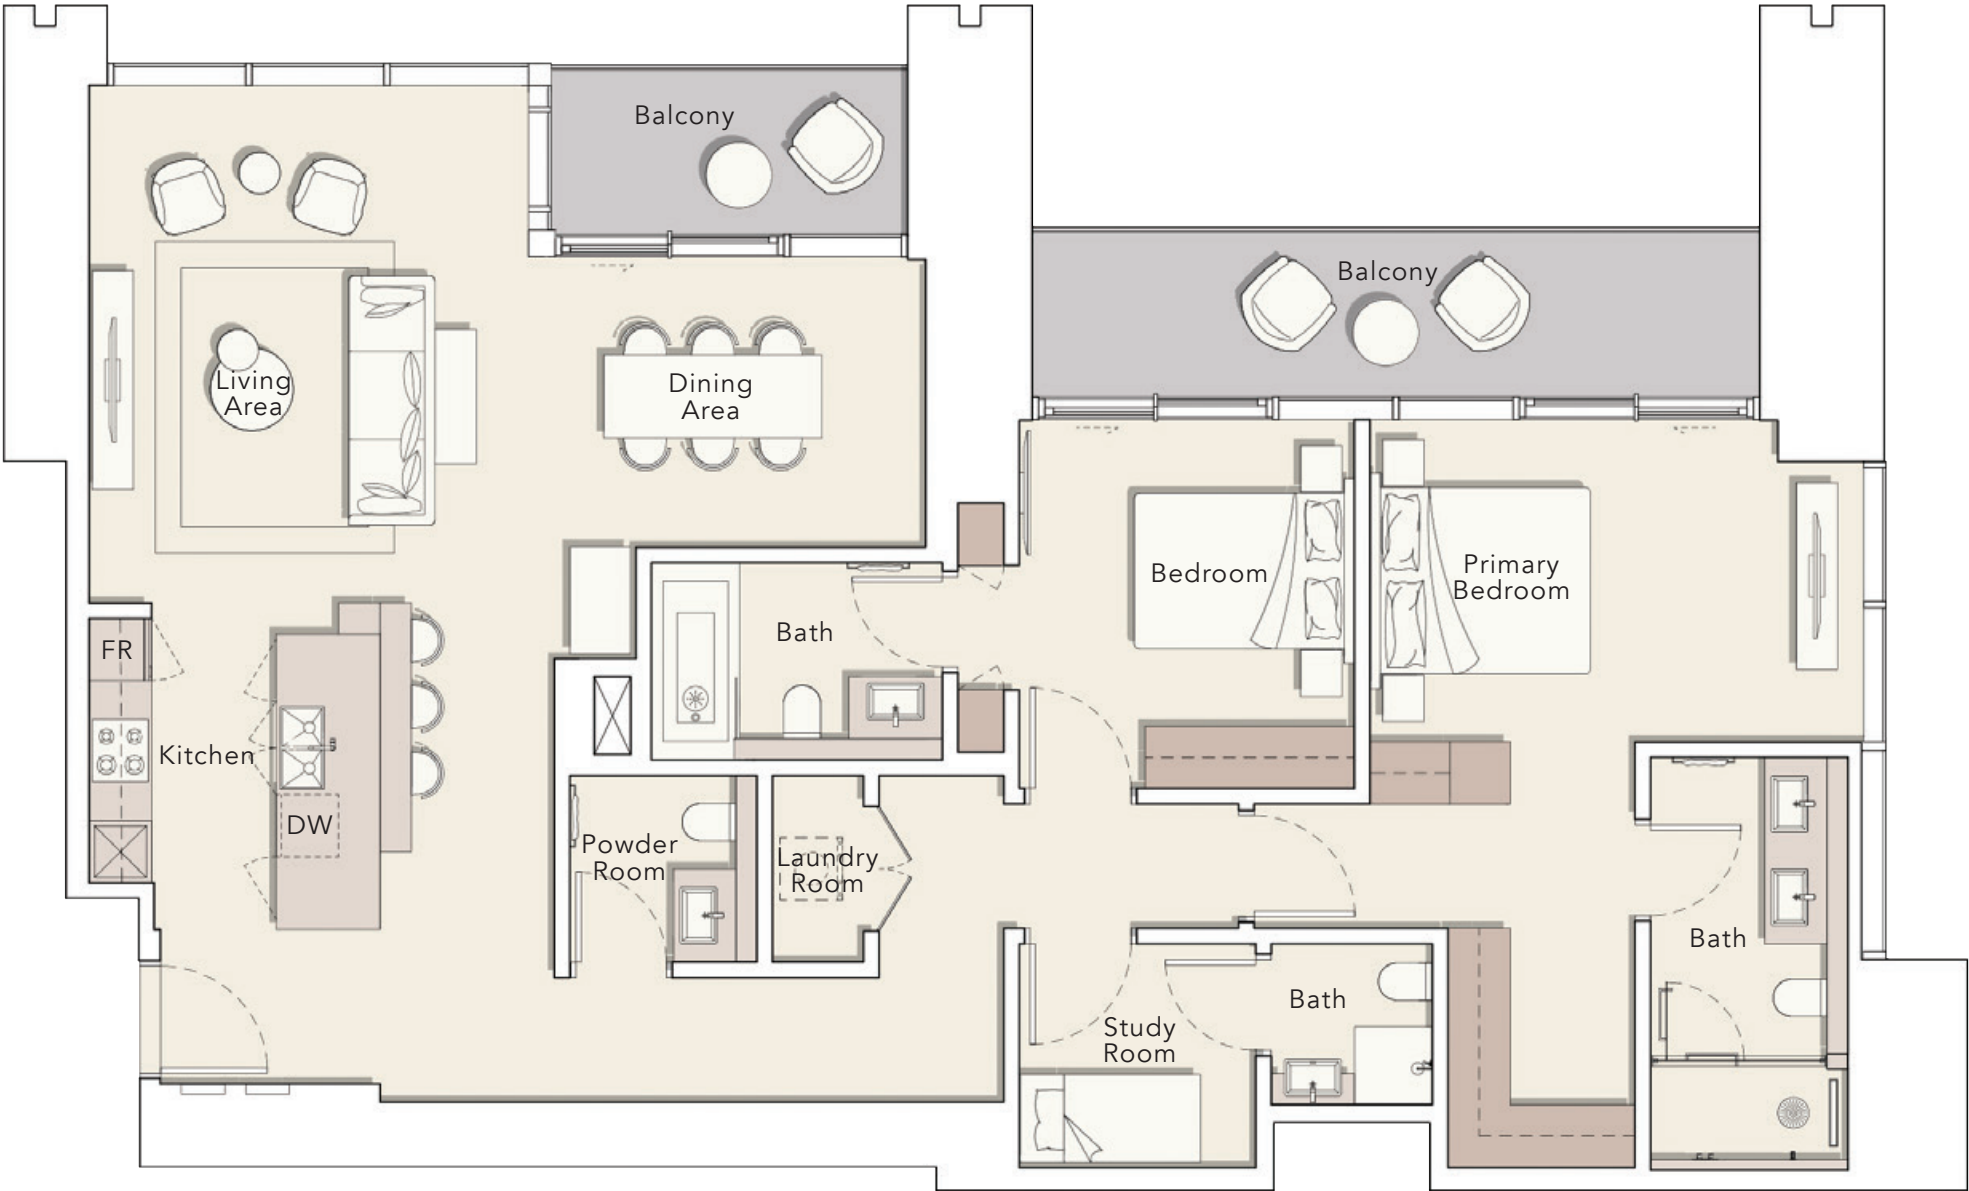 Balcony
Balcony
Living
Area
Dining
Area
Bedroom
Primary
Bedroom
Bath
FR
Kitchen
DW
Powder
Room
Laundry
Room
Bath
Bath
Study
Room